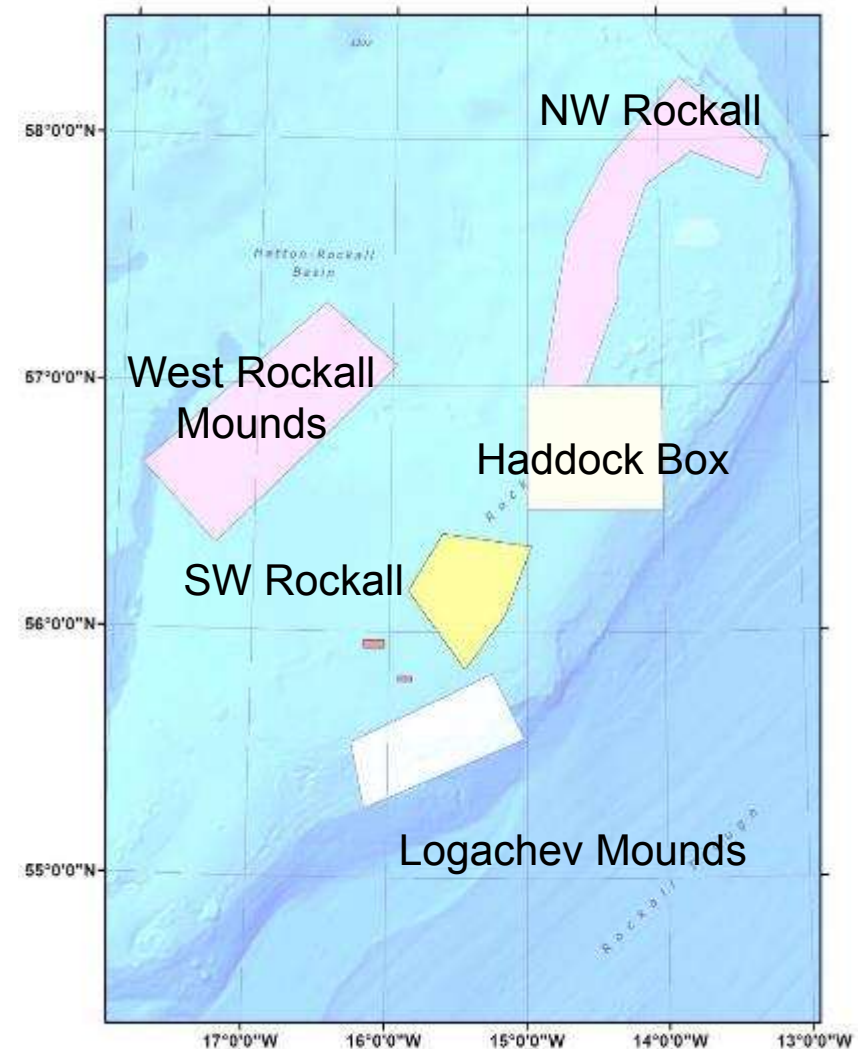 NW Rockall
58°0'0"N
Hatton-Rockall
Basin
57°0'0"N
West Rockall
Mounds
Haddock Box
Rock
SW Rockall
56°0'0"N
Logachev Mounds
55°0'0"N
Rockall
17°0'0"W 16°0'0"W 15°0'0"W 14°0'0"W 13°0'0"W